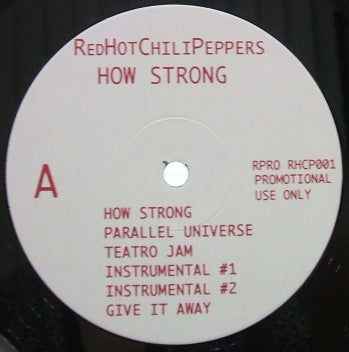 RedHotChiliPeppers
HOW STRONG
A
RPRO RHCP001
PROMOTIONAL
USE ONLY
HOW STRONG
PARALLEL UNIVERSE
TEATRO JAM
INSTRUMENTAL #1
INSTRUMENTAL #2
GIVE IT AWAY